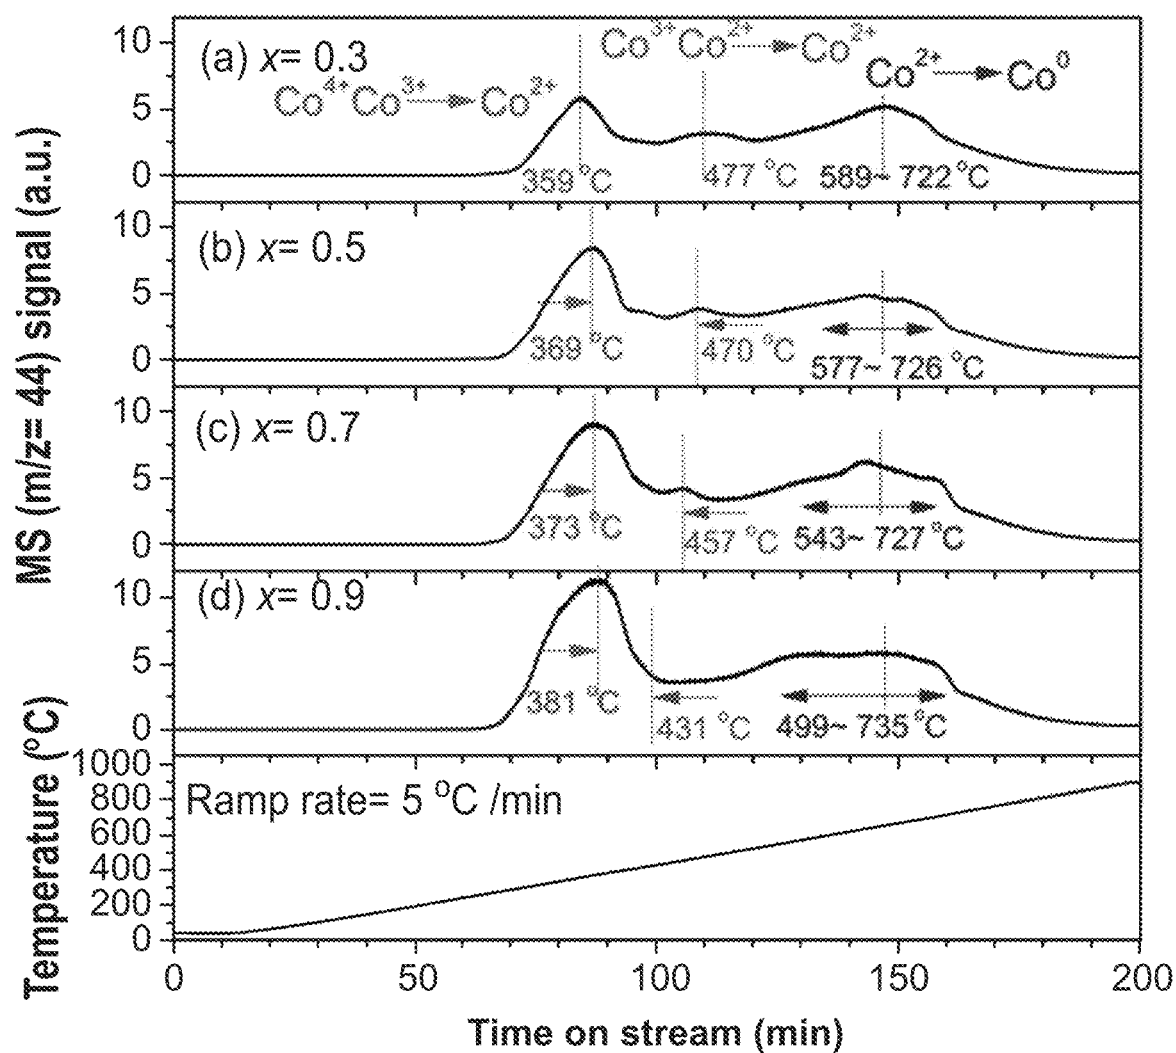 10
(a) x= 0.3
Co³⁺Co²⁺ → Co²⁺
Co²⁺ → Co⁰
Co⁴⁺Co³⁺ → Co²⁺
5
0
359 °C
477 °C
589~ 722 °C
10
(b) x= 0.5
5
0
369 °C
470 °C
577~ 726 °C
10
(c) x= 0.7
5
0
373 °C
457 °C
543~ 727 °C
10
(d) x= 0.9
5
0
381 °C
431 °C
499~ 735 °C
MS (m/z= 44) signal (a.u.)
1000
Ramp rate= 5 °C /min
800
600
400
200
0
Temperature (°C)
0 50 100 150 200
Time on stream (min)